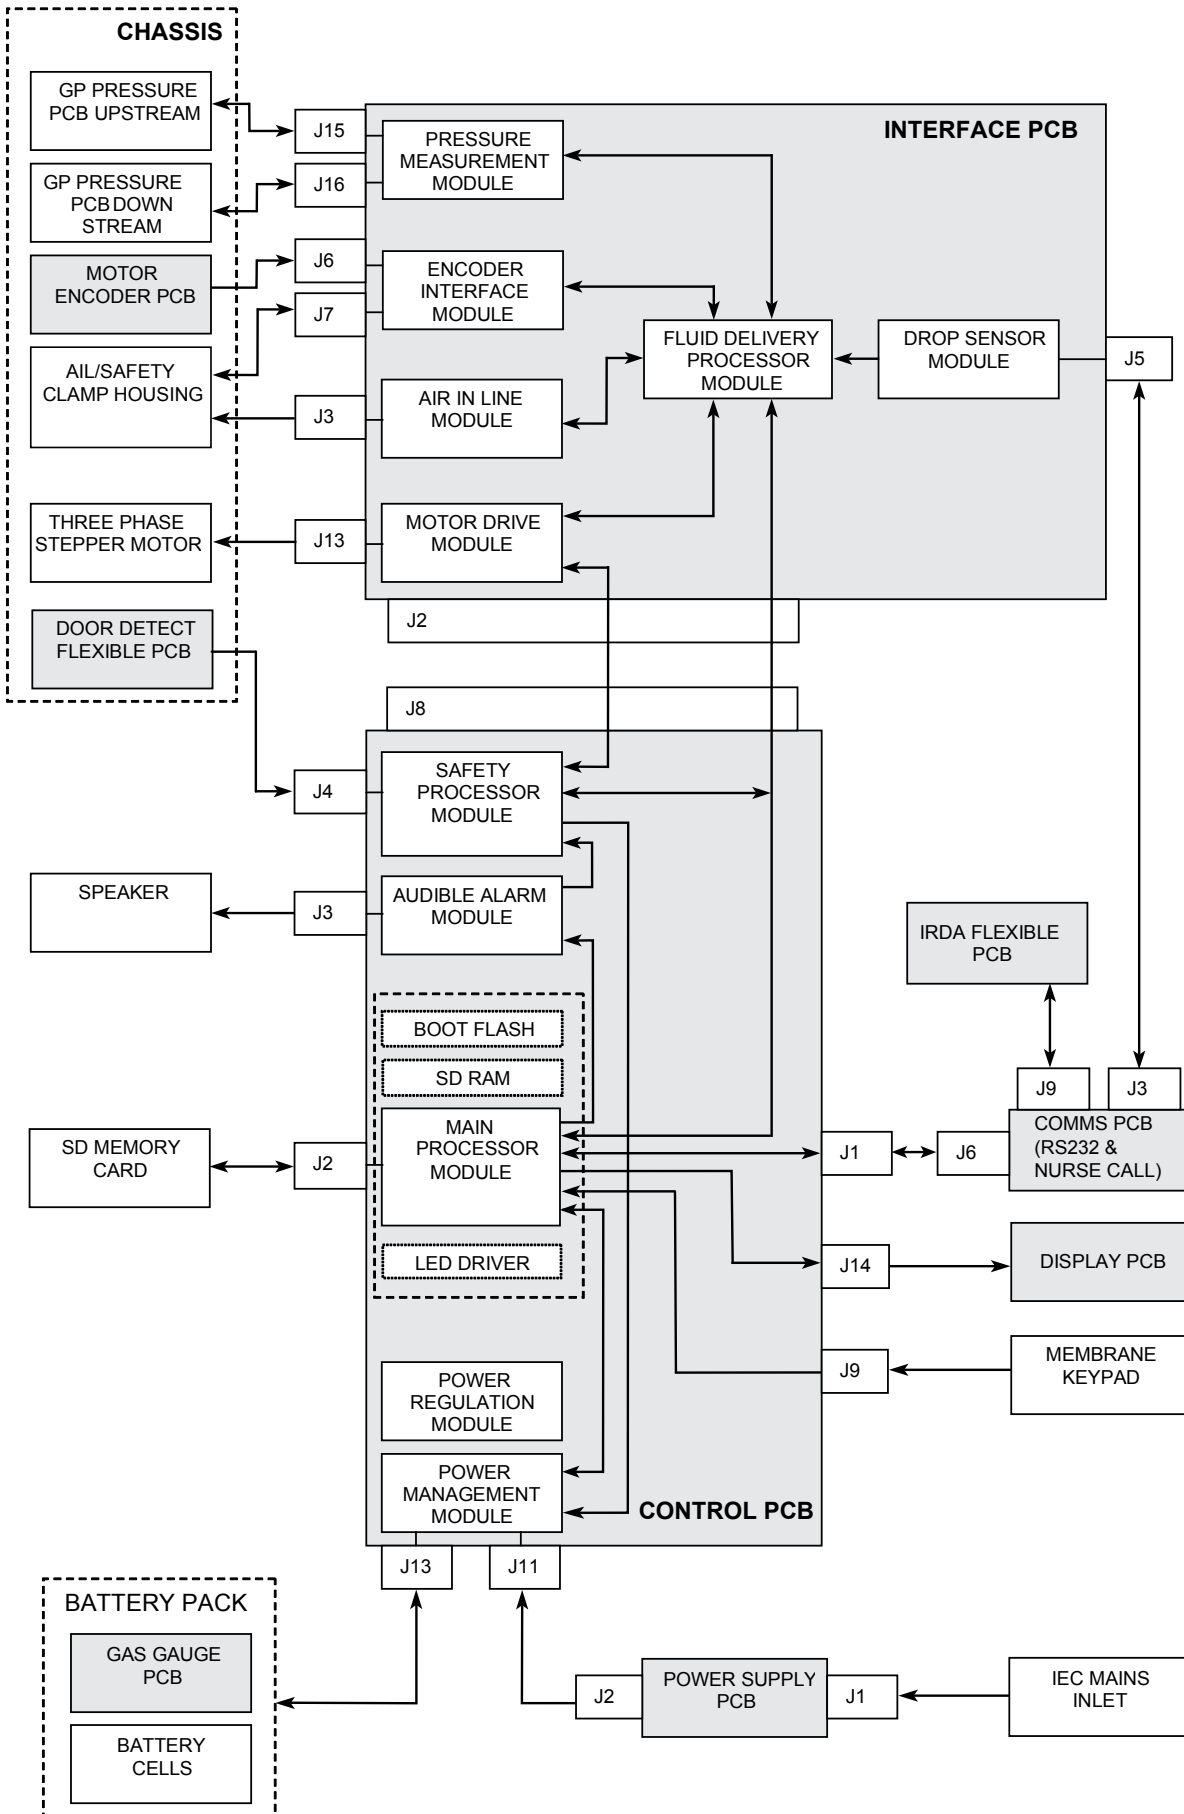 CHASSIS
GP PRESSURE
PCB UPSTREAM
GP PRESSURE
PCB DOWN
STREAM
MOTOR
ENCODER PCB
AIL/SAFETY
CLAMP HOUSING
THREE PHASE
STEPPER MOTOR
DOOR DETECT
FLEXIBLE PCB
J15
J16
J6
J7
J3
J13
INTERFACE PCB
PRESSURE
MEASUREMENT
MODULE
ENCODER
INTERFACE
MODULE
AIR IN LINE
MODULE
MOTOR DRIVE
MODULE
FLUID DELIVERY
PROCESSOR
MODULE
DROP SENSOR
MODULE
J5
J2
J8
J4
SAFETY
PROCESSOR
MODULE
SPEAKER
J3
AUDIBLE ALARM
MODULE
BOOT FLASH
SD RAM
SD MEMORY
CARD
J2
MAIN
PROCESSOR
MODULE
LED DRIVER
POWER
REGULATION
MODULE
POWER
MANAGEMENT
MODULE
CONTROL PCB
IRDA FLEXIBLE
PCB
J9
J3
J1
J6
COMMS PCB
(RS232 &
NURSE CALL)
J14
DISPLAY PCB
J9
MEMBRANE
KEYPAD
J13
J11
BATTERY PACK
GAS GAUGE
PCB
BATTERY
CELLS
J2
POWER SUPPLY
PCB
J1
IEC MAINS
INLET